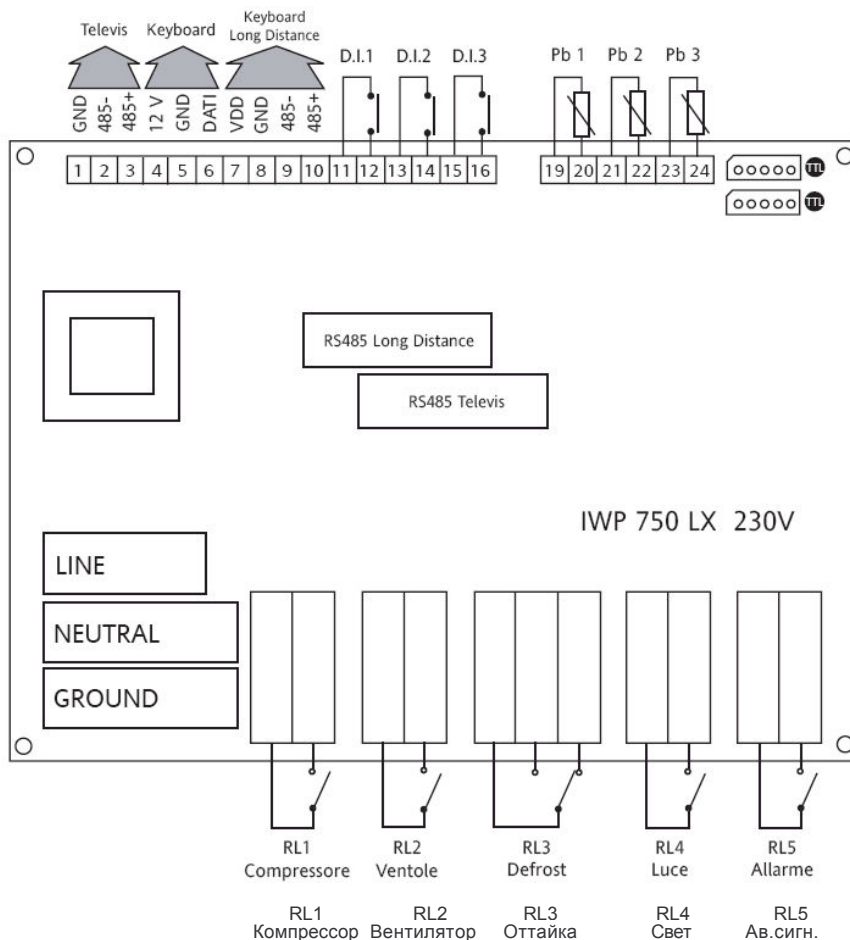 Televis Keyboard Keyboard Long Distance
D.I.1 D.I.2 D.I.3 Pb 1 Pb 2 Pb 3
GND 485- 485+ 12 V GND DATI VDD GND 485- 485+
1 2 3 4 5 6 7 8 9 10 11 12 13 14 15 16 19 20 21 22 23 24 TTL
TTL
RS485 Long Distance
RS485 Televis
IWP 750 LX 230V
LINE
NEUTRAL
GROUND
RL1 RL2 RL3 RL4 RL5
Compressore Ventole Defrost Luce Allarme
RL1 RL2 RL3 RL4 RL5
Компрессор Вентилятор Оттайка Свет Ав.сигн.